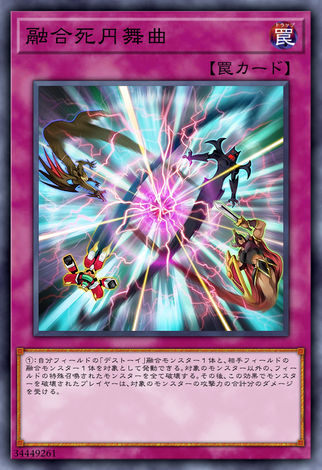 融合死円舞曲
トラップ
罠
【罠カード】
①:自分フィールドの「デストーイ」融合モンスター1体と、相手フィールドの
融合モンスター1体を対象として発動できる。対象のモンスター以外の、フィ
ールドの特殊召喚されたモンスターを全て破壊する。その後、この効果でモンス
ターを破壊されたプレイヤーは、対象のモンスターの攻撃力の合計分のダメージ
を受ける。
34449261